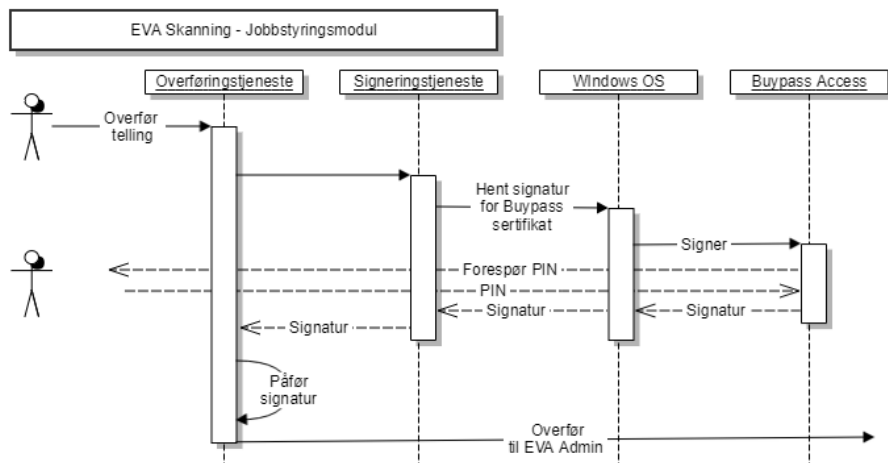 EVA Skanning - Jobbstyringsmodul
Overføringstjeneste
Signeringstjeneste
WIndows OS
Buypass Access
Overfør
telling
Hent signatur
for Buypass
sertifikat
Signer
Forespør PIN
PIN
Signatur
Signatur
Signatur
Påfør
signatur
Overfør
til EVA Admin